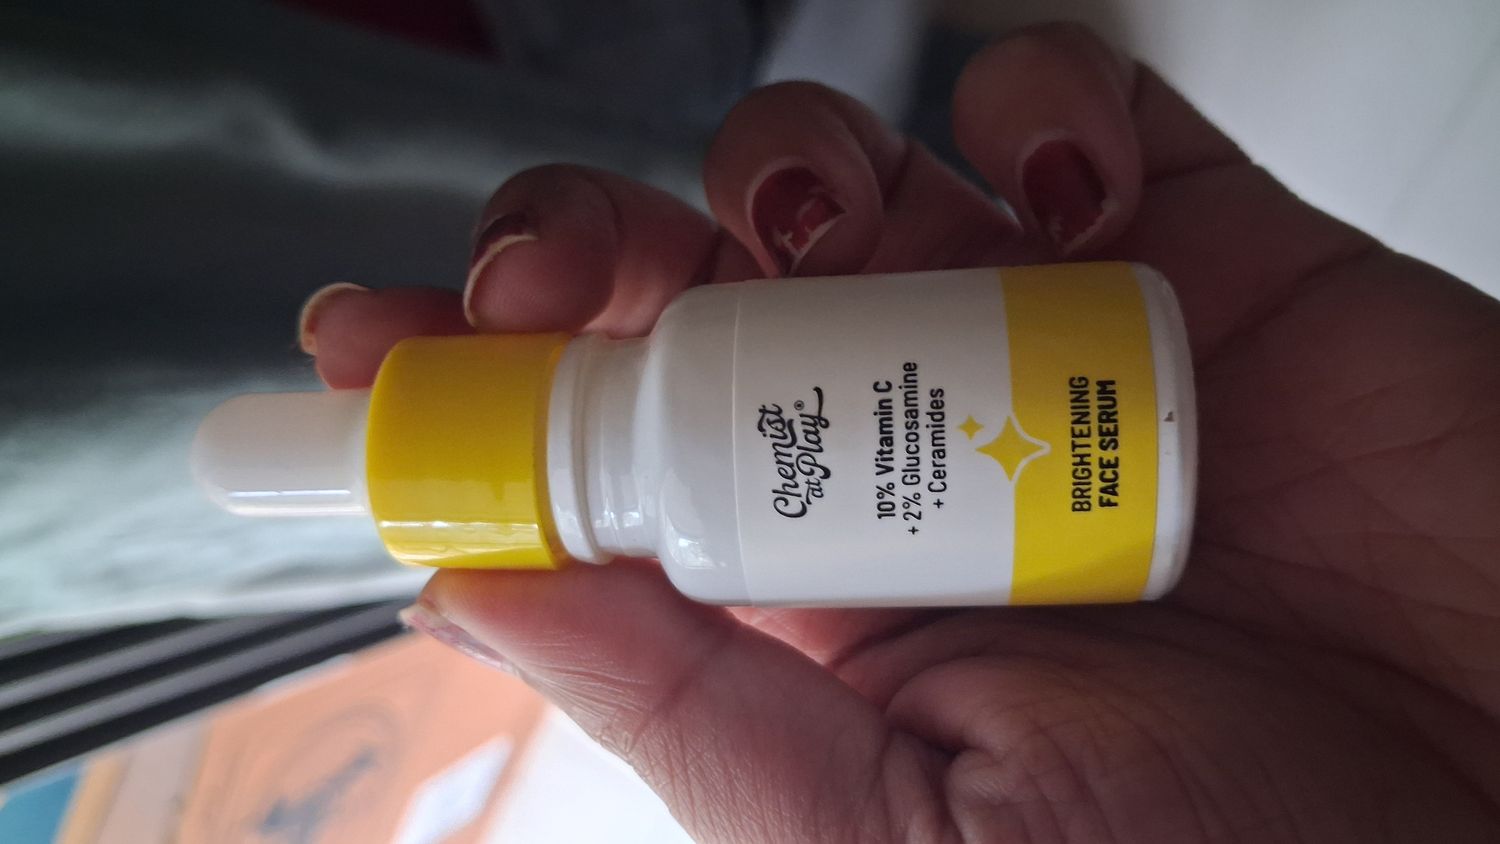 Chemist
at Play®
10% Vitamin C
+ 2% Glucosamine
+ Ceramides
BRIGHTENING
FACE SERUM